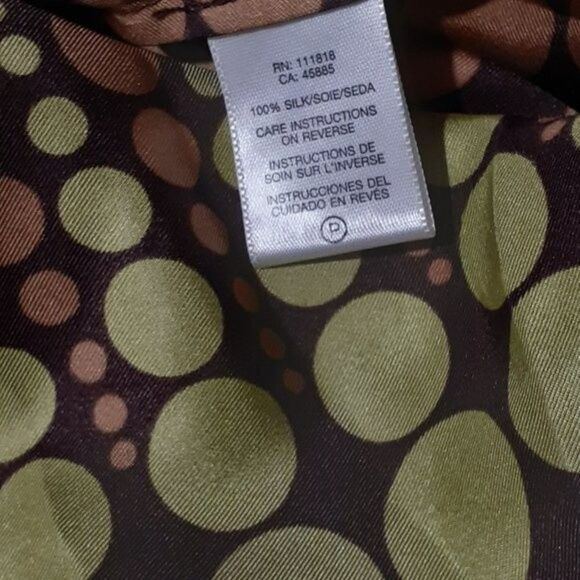 RN: 111818
CA: 45885
100% SILK/SOIE/SEDA
CARE INSTRUCTIONS
ON REVERSE
INSTRUCTIONS DE
SOIN SUR L'INVERSE
INSTRUCCIONES DEL
CUIDADO EN REVÉS
P